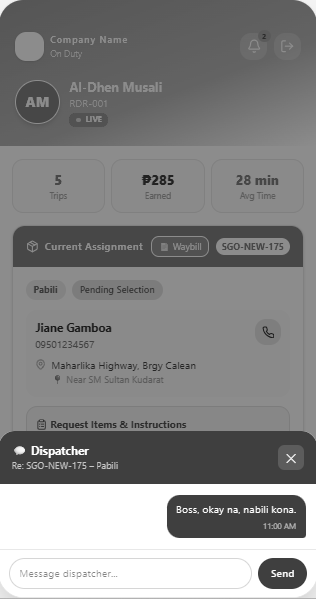 Company Name
On Duty
2
AM
Al-Dhen Musali
RDR-001
LIVE
5
Trips
₱285
Earned
28 min
Avg Time
Current Assignment
Waybill
SGO-NEW-175
Pabili
Pending Selection
Jiane Gamboa
09501234567
Maharlika Highway, Brgy Calean
Near SM Sultan Kudarat
Request Items & Instructions
Dispatcher
Re: SGO-NEW-175 – Pabili
Boss, okay na, nabili kona.
11:00 AM
Message dispatcher...
Send